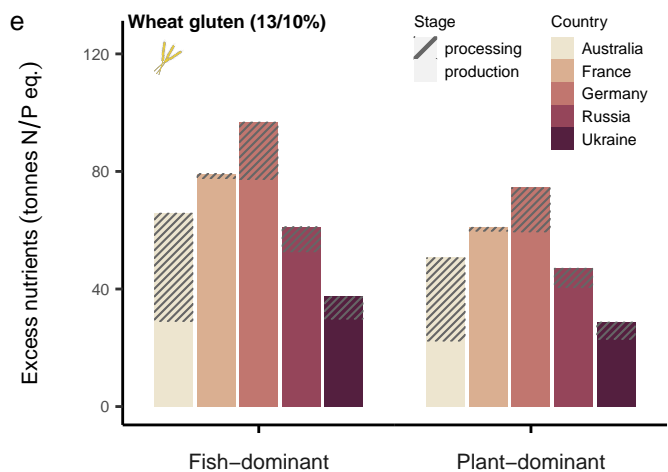 e
Wheat gluten (13/10%)
Stage
processing
production
Country
Australia
France
Germany
Russia
Ukraine
Excess nutrients (tonnes N/P eq.)
120
80
40
0
Fish−dominant
Plant−dominant